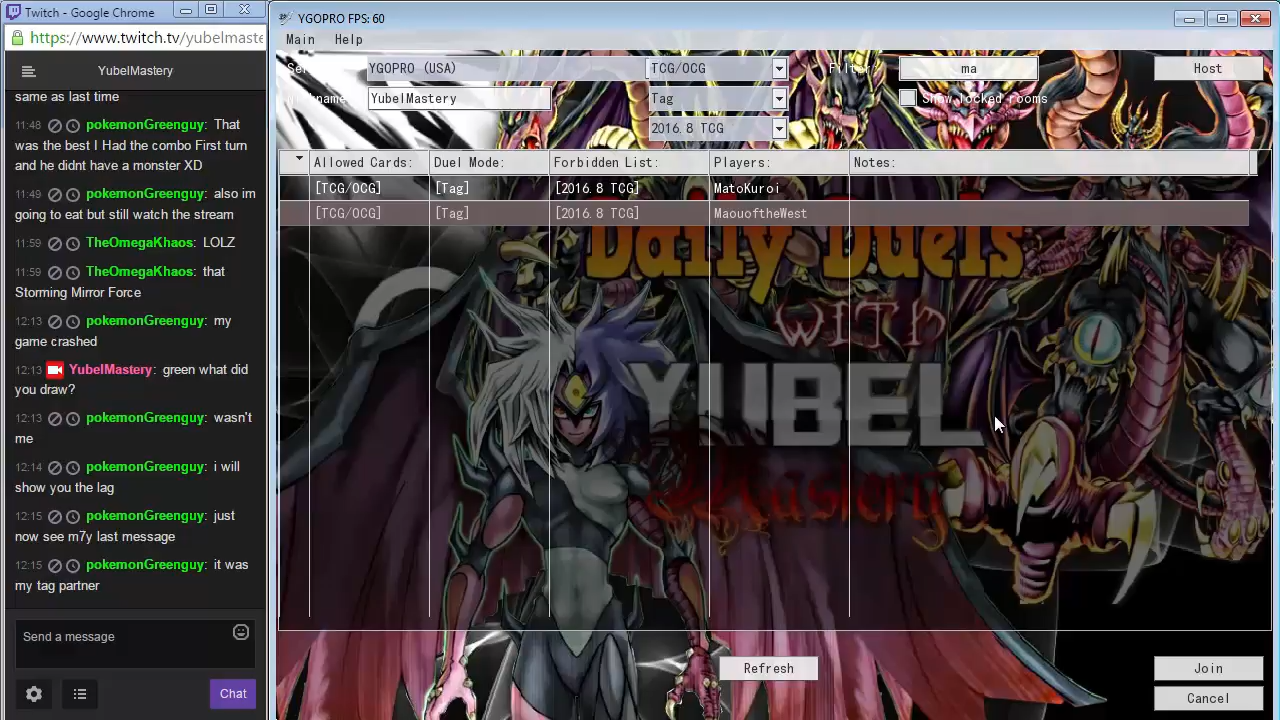 Twitch - Google Chrome
https://www.twitch.tv/yubelmaste
YubelMastery
same as last time
11:48 pokemonGreenguy: That
was the best I Had the combo First turn
and he didnt have a monster XD
11:49 pokemonGreenguy: also im
going to eat but still watch the stream
11:59 TheOmegaKhaos: LOLZ
11:59 TheOmegaKhaos: that
Storming Mirror Force
12:13 pokemonGreenguy: my
game crashed
12:13 YubelMastery: green what did
you draw?
12:13 pokemonGreenguy: wasn't
me
12:14 pokemonGreenguy: i will
show you the lag
12:15 pokemonGreenguy: just
now see m7y last message
12:15 pokemonGreenguy: it was
my tag partner
Send a message
Chat
YGOPRO FPS: 60
Main Help
YGOPRO (USA) TCG/OCG Filter: ma Host
YubelMastery Tag Show locked rooms
2016.8 TCG
Allowed Cards: Duel Mode: Forbidden List: Players: Notes:
[TCG/OCG] [Tag] [2016.8 TCG] MatoKuroi
[TCG/OCG] [Tag] [2016.8 TCG] MaouoftheWest
Daily Duels
WITH
YUBEL
Mastery
Refresh
Join
Cancel